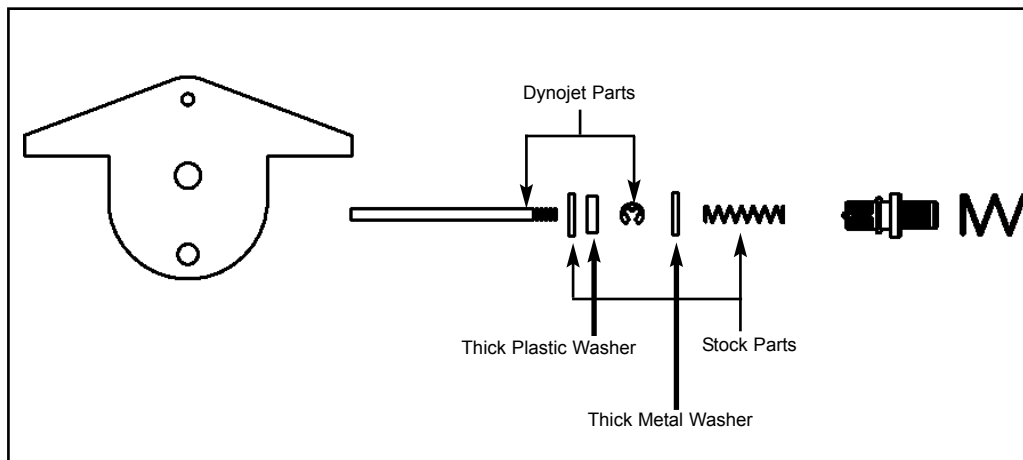 Dynojet Parts
Thick Plastic Washer
Stock Parts
Thick Metal Washer